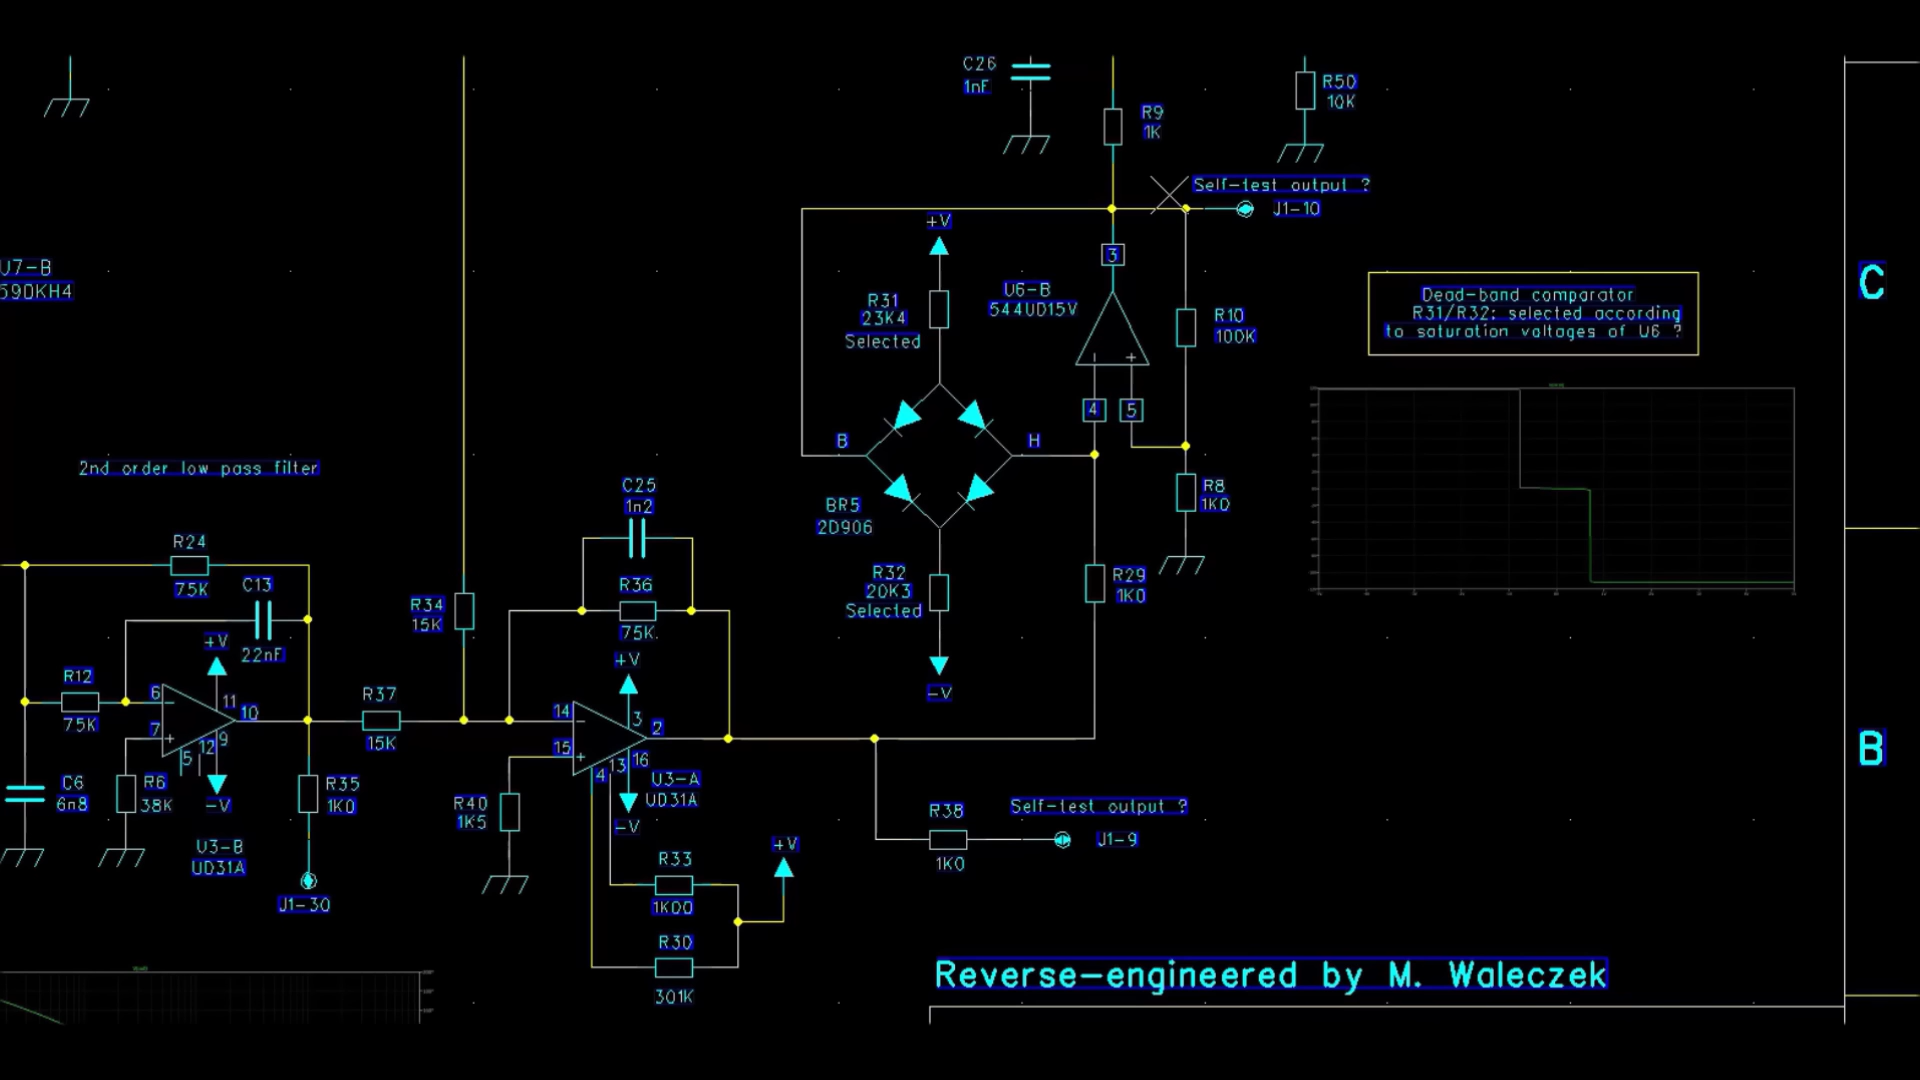 C26
1nF
R50
10K
R9
1K
Self-test output ?
J1-10
+V
U7-B
590KH4
3
U6-B
544UD15V
R31
23K4
Selected
R10
100K
Dead-band comparator
R31/R32: selected according
to saturation voltages of U6 ?
C
- +
4 5
B H
2nd order low pass filter
C25
1n2
R8
1K0
BR5
2D906
R24
75K
C13
22nF
R36
75K
R32
20K3
Selected
R29
1K0
R34
15K
+V
+V
-V
R12
75K
6
7
11
10
5
12
9
- +
-V
R37
15K
14
15
3
2
4
13
16
- +
-V
U3-A
UD31A
C6
6n8
R6
38K
R35
1K0
R40
1K5
U3-B
UD31A
J1-30
R38
1K0
Self-test output ?
J1-9
B
+V
R33
1K00
R30
301K
Reverse-engineered by M. Waleczek